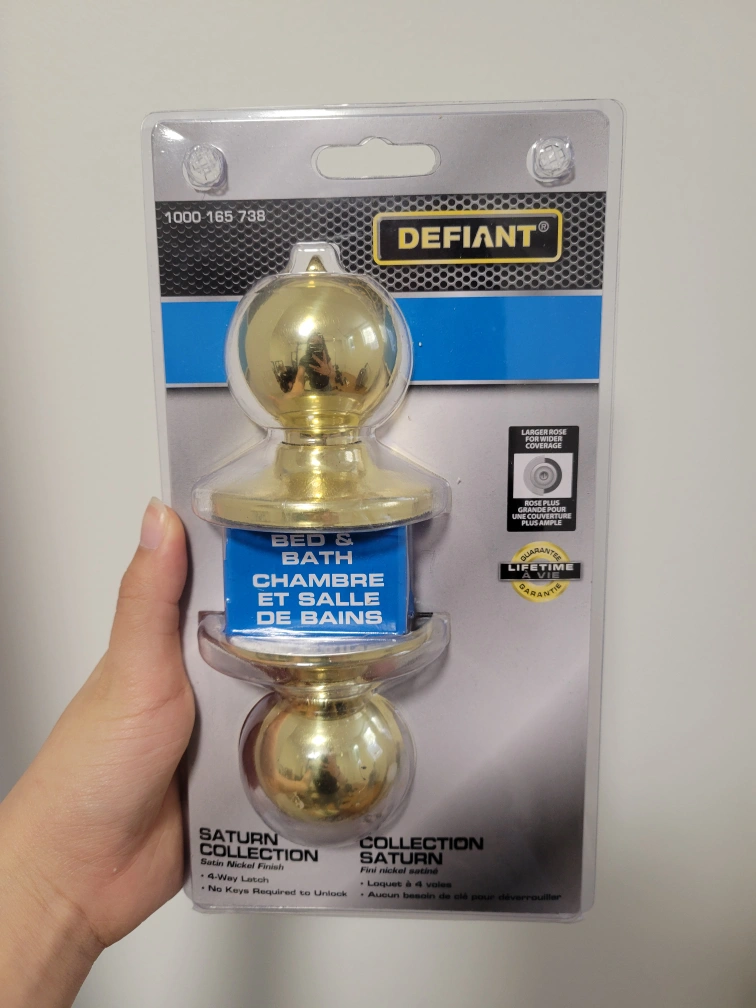 1000 165 738
DEFIANT®
LARGER ROSE
FOR WIDER
COVERAGE
ROSE PLUS
GRANDE POUR
UNE COUVERTURE
PLUS AMPLE
BED &
BATH
CHAMBRE
ET SALLE
DE BAINS
GUARANTEE
LIFETIME
À VIE
GARANTIE
SATURN
COLLECTION
Satin Nickel Finish
• 4-Way Latch
• No Keys Required to Unlock
COLLECTION
SATURN
Fini nickel satiné
• Loquet à 4 voies
• Aucun besoin de clé pour déverrouiller